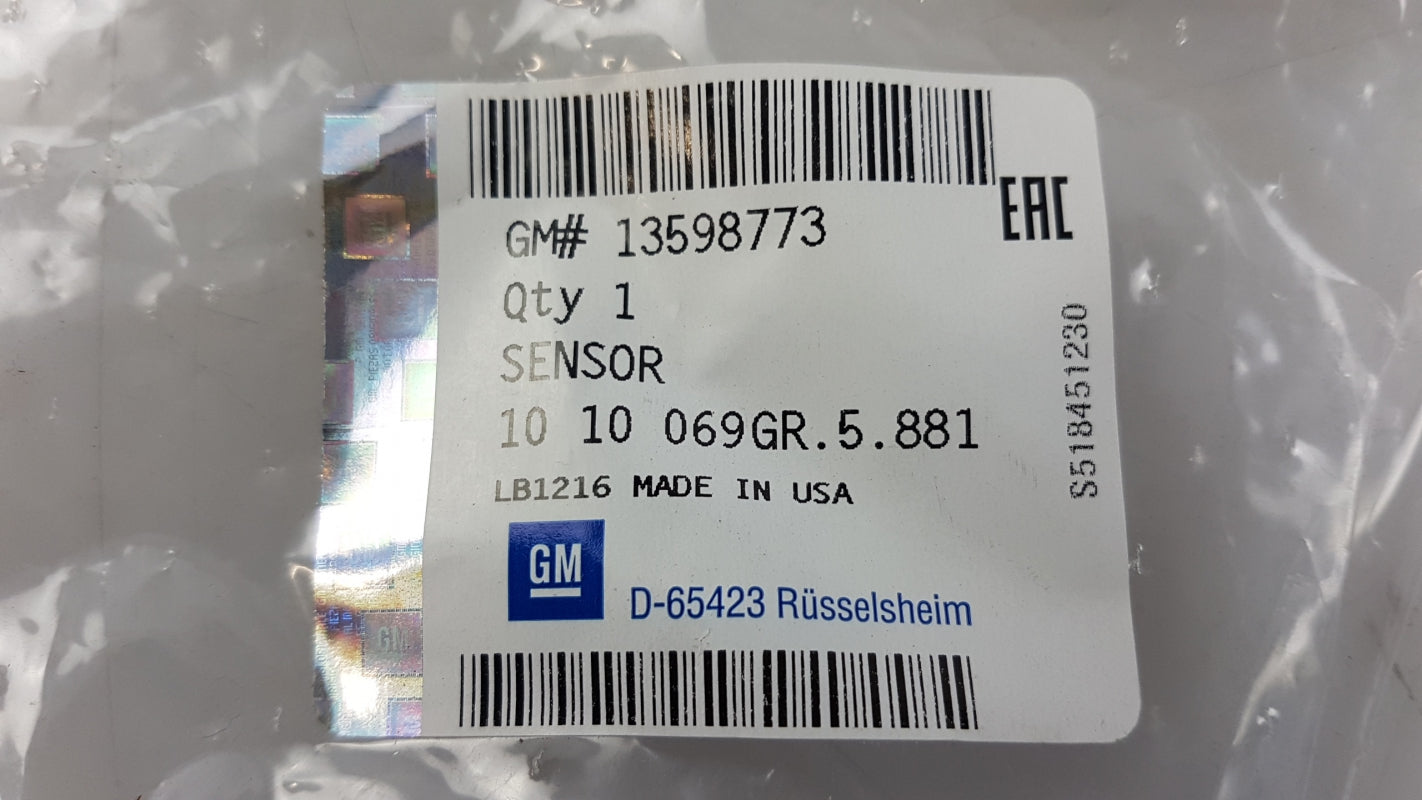 GM# 13598773
EAC
Qty 1
SENSOR
10 10 069GR.5.881
LB1216 MADE IN USA
S518451230
GM
D-65423 Rüsselsheim
GM